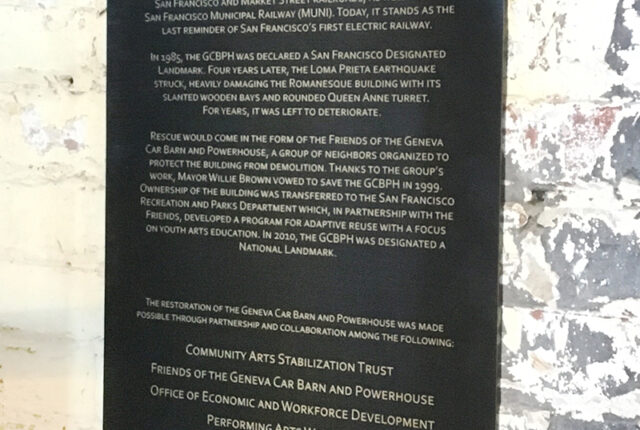 SAN FRANCISCO AND MARKET STREET RAILROADS,
SAN FRANCISCO MUNICIPAL RAILWAY (MUNI). TODAY, IT STANDS AS THE
LAST REMINDER OF SAN FRANCISCO'S FIRST ELECTRIC RAILWAY.
IN 1985, THE GCBPH WAS DECLARED A SAN FRANCISCO DESIGNATED
LANDMARK. FOUR YEARS LATER, THE LOMA PRIETA EARTHQUAKE
STRUCK, HEAVILY DAMAGING THE ROMANESQUE BUILDING WITH ITS
SLANTED WOODEN BAYS AND ROUNDED QUEEN ANNE TURRET.
FOR YEARS, IT WAS LEFT TO DETERIORATE.
RESCUE WOULD COME IN THE FORM OF THE FRIENDS OF THE GENEVA
CAR BARN AND POWERHOUSE, A GROUP OF NEIGHBORS ORGANIZED TO
PROTECT THE BUILDING FROM DEMOLITION. THANKS TO THE GROUP'S
WORK, MAYOR WILLIE BROWN VOWED TO SAVE THE GCBPH IN 1999.
OWNERSHIP OF THE BUILDING WAS TRANSFERRED TO THE SAN FRANCISCO
RECREATION AND PARKS DEPARTMENT WHICH, IN PARTNERSHIP WITH THE
FRIENDS, DEVELOPED A PROGRAM FOR ADAPTIVE REUSE WITH A FOCUS
ON YOUTH ARTS EDUCATION. IN 2010, THE GCBPH WAS DESIGNATED A
NATIONAL LANDMARK.
THE RESTORATION OF THE GENEVA CAR BARN AND POWERHOUSE WAS MADE
POSSIBLE THROUGH PARTNERSHIP AND COLLABORATION AMONG THE FOLLOWING:
COMMUNITY ARTS STABILIZATION TRUST
FRIENDS OF THE GENEVA CAR BARN AND POWERHOUSE
OFFICE OF ECONOMIC AND WORKFORCE DEVELOPMENT
PERFORMING ARTS